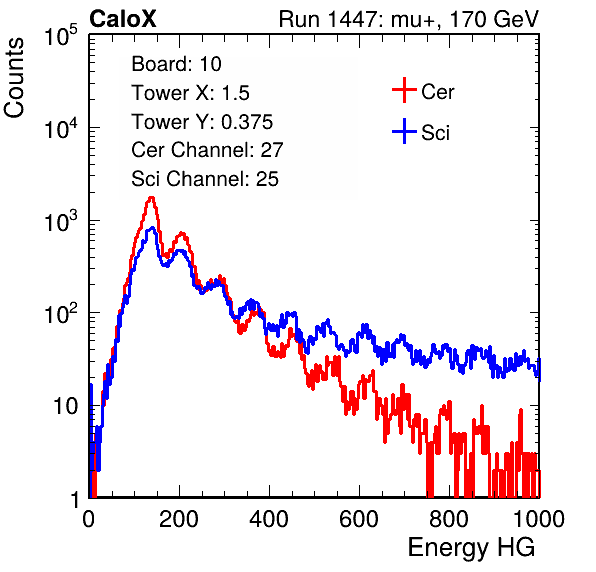 CaloX Run 1447: mu+, 170 GeV
Board: 10
Tower X: 1.5
Tower Y: 0.375
Cer Channel: 27
Sci Channel: 25
Cer
Sci
Counts
10^5
10^4
10^3
10^2
10
1
0 200 400 600 800 1000
Energy HG